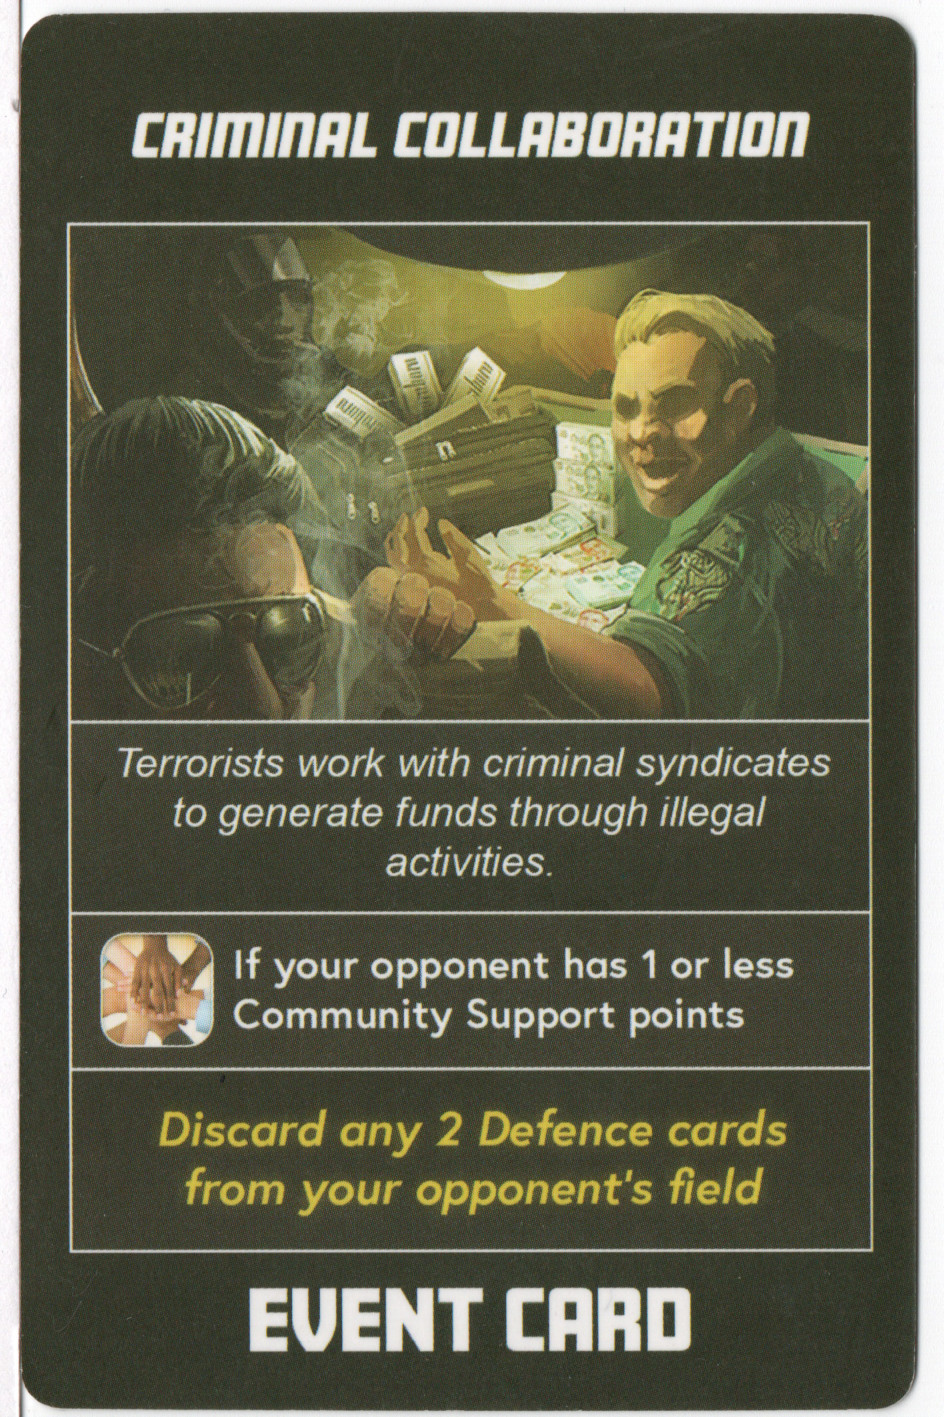 CRIMINAL COLLABORATION
Terrorists work with criminal syndicates
to generate funds through illegal
activities.
If your opponent has 1 or less
Community Support points
Discard any 2 Defence cards
from your opponent's field
EVENT CARD